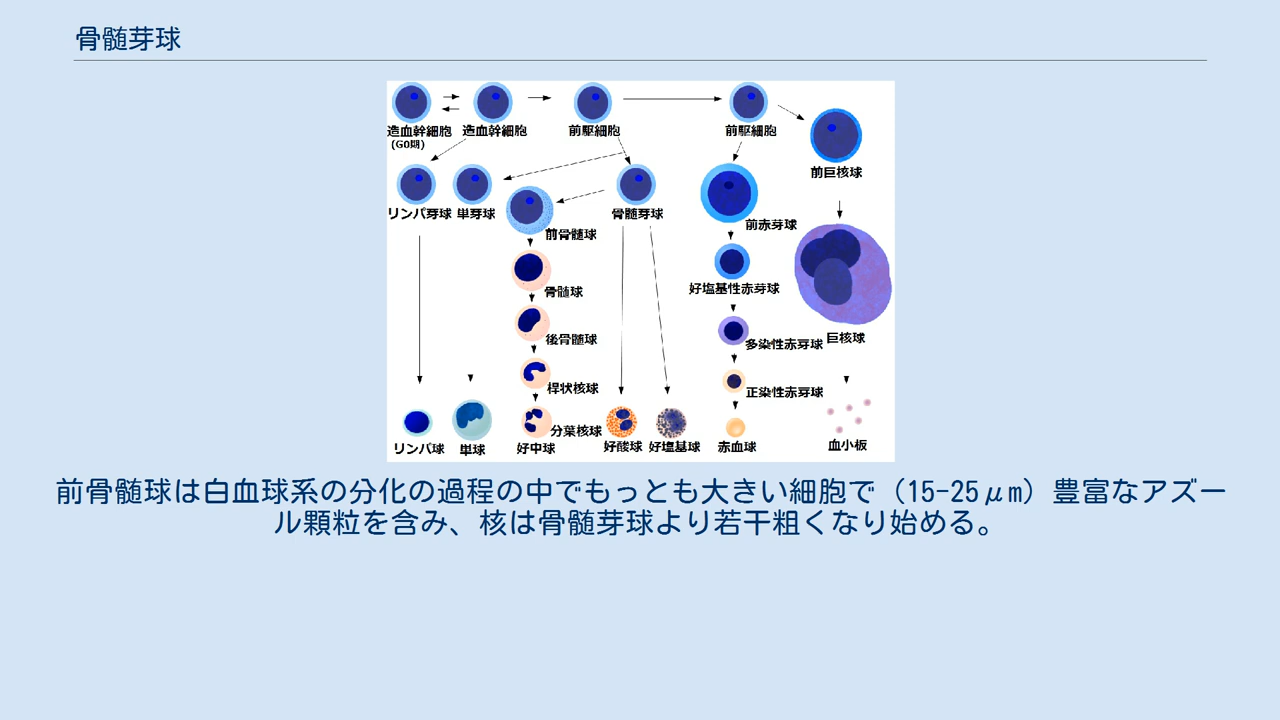 骨髄芽球
造血幹細胞
(G0期)
造血幹細胞
前駆細胞
前駆細胞
前巨核球
リンパ芽球
単芽球
前骨髄球
骨髄芽球
前赤芽球
骨髄球
好塩基性赤芽球
後骨髄球
多染性赤芽球
巨核球
桿状核球
正染性赤芽球
分葉核球
リンパ球
単球
好中球
好酸球
好塩基球
赤血球
血小板
前骨髄球は白血球系の分化の過程の中でもっとも大きい細胞で（15-25μm）豊富なアズー
ル顆粒を含み、核は骨髄芽球より若干粗くなり始める。